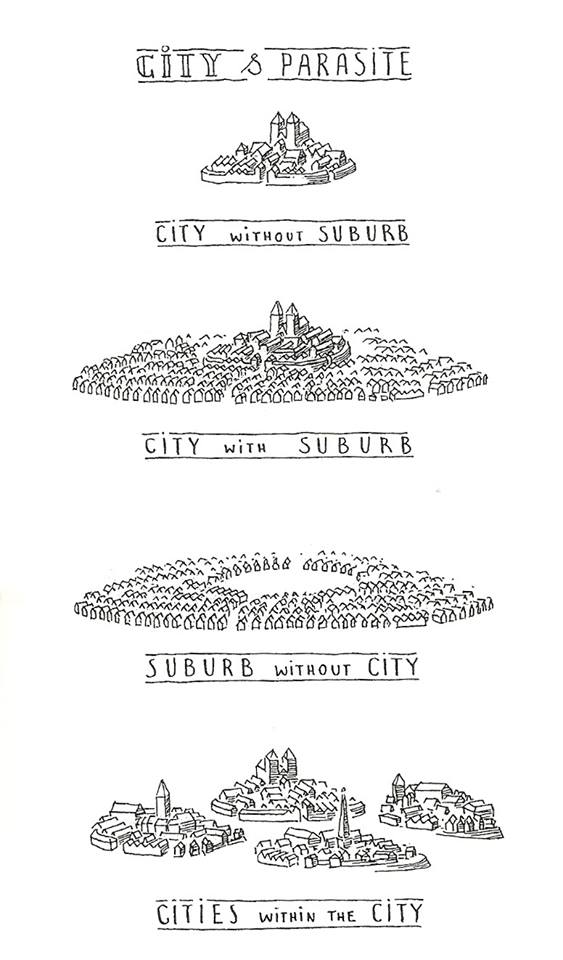 CITY & PARASITE
CITY WITHOUT SUBURB
CITY WITH SUBURB
SUBURB WITHOUT CITY
CITIES WITHIN THE CITY